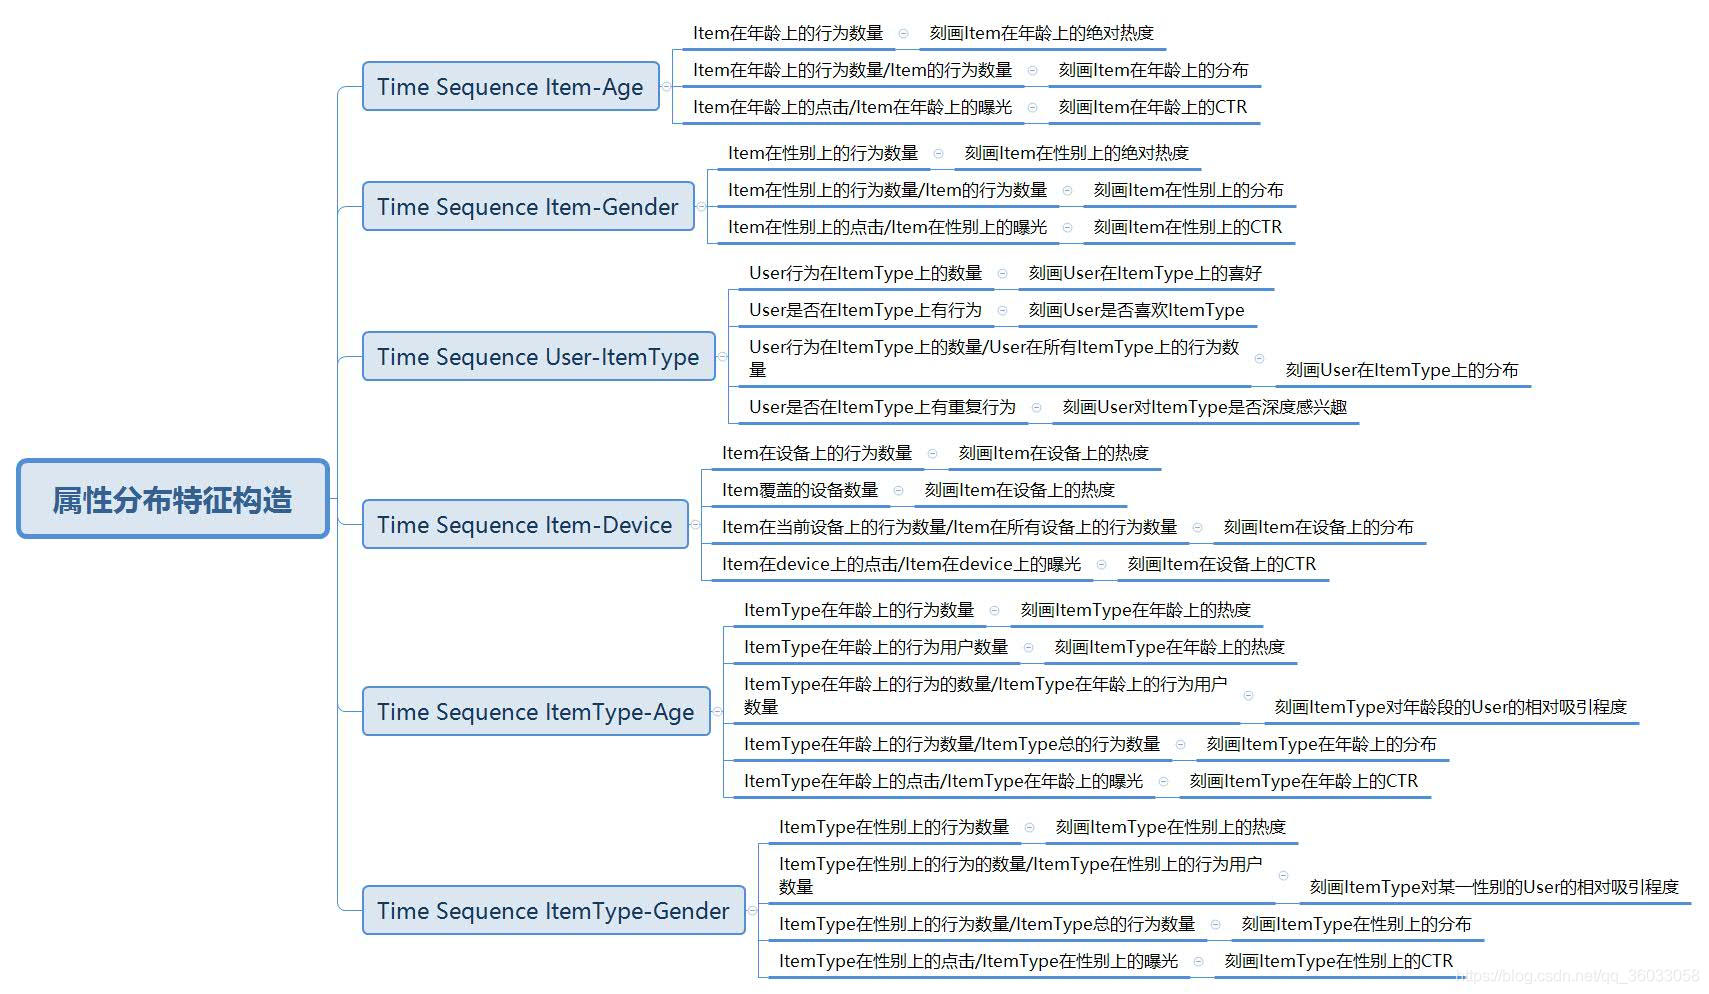 Item在年龄上的行为数量 刻画Item在年龄上的绝对热度
Item在年龄上的行为数量/Item的行为数量 刻画Item在年龄上的分布
Time Sequence Item-Age
Item在年龄上的点击/Item在年龄上的曝光 刻画Item在年龄上的CTR
Item在性别上的行为数量 刻画Item在性别上的绝对热度
Item在性别上的行为数量/Item的行为数量 刻画Item在性别上的分布
Time Sequence Item-Gender
Item在性别上的点击/Item在性别上的曝光 刻画Item在性别上的CTR
User行为在ItemType上的数量 刻画User在ItemType上的喜好
User是否在ItemType上有行为 刻画User是否喜欢ItemType
User行为在ItemType上的数量/User在所有ItemType上的行为数
Time Sequence User-ItemType
量 刻画User在ItemType上的分布
User是否在ItemType上有重复行为 刻画User对ItemType是否深度感兴趣
Item在设备上的行为数量 刻画Item在设备上的热度
Item覆盖的设备数量 刻画Item在设备上的热度
属性分布特征构造
Time Sequence Item-Device
Item在当前设备上的行为数量/Item在所有设备上的行为数量 刻画Item在设备上的分布
Item在device上的点击/Item在device上的曝光 刻画Item在设备上的CTR
ItemType在年龄上的行为数量 刻画ItemType在年龄上的热度
ItemType在年龄上的行为用户数量 刻画ItemType在年龄上的热度
ItemType在年龄上的行为的数量/ItemType在年龄上的行为用户
数量 刻画ItemType对年龄段的User的相对吸引程度
Time Sequence ItemType-Age
ItemType在年龄上的行为数量/ItemType总的行为数量 刻画ItemType在年龄上的分布
ItemType在年龄上的点击/ItemType在年龄上的曝光 刻画ItemType在年龄上的CTR
ItemType在性别上的行为数量 刻画ItemType在性别上的热度
ItemType在性别上的行为的数量/ItemType在性别上的行为用户
数量 刻画ItemType对某一性别的User的相对吸引程度
Time Sequence ItemType-Gender
ItemType在性别上的行为数量/ItemType总的行为数量 刻画ItemType在性别上的分布
ItemType在性别上的点击/ItemType在性别上的曝光 刻画ItemType在性别上的CTR
https://blog.csdn.net/qq_36033058